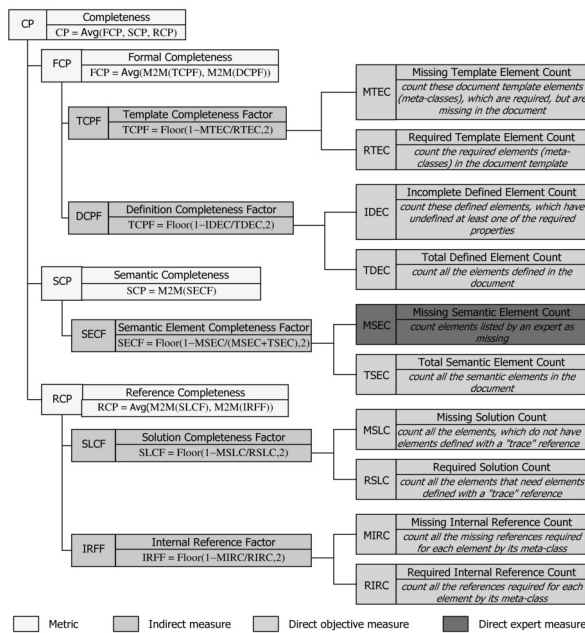 CP
Completeness
CP = Avg(FCP, SCP, RCP)
FCP
Formal Completeness
FCP = Avg(M2M(TCPF), M2M(DCPF))
TCPF
Template Completeness Factor
TCPF = Floor(1−MTEC/RTEC,2)
MTEC
Missing Template Element Count
count these document template elements
(meta-classes), which are required, but are
missing in the document
RTEC
Required Template Element Count
count the required elements (meta-
classes) in the document template
DCPF
Definition Completeness Factor
TCPF = Floor(1−IDEC/TDEC,2)
IDEC
Incomplete Defined Element Count
count these defined elements, which have
undefined at least one of the required
properties
TDEC
Total Defined Element Count
count all the elements defined in the
document
SCP
Semantic Completeness
SCP = M2M(SECF)
SECF
Semantic Element Completeness Factor
SECF = Floor(1−MSEC/(MSEC+TSEC),2)
MSEC
Missing Semantic Element Count
count elements listed by an expert as
missing
TSEC
Total Semantic Element Count
count all the semantic elements in the
document
RCP
Reference Completeness
RCP = Avg(M2M(SLCF), M2M(IRFF))
SLCF
Solution Completeness Factor
SLCF = Floor(1−MSLC/RSLC,2)
MSLC
Missing Solution Count
count all the elements, which do not have
elements defined with a "trace" reference
RSLC
Required Solution Count
count all the elements that need elements
defined with a "trace" reference
IRFF
Internal Reference Factor
IRFF = Floor(1−MIRC/RIRC,2)
MIRC
Missing Internal Reference Count
count all the missing references required
for each element by its meta-class
RIRC
Required Internal Reference Count
count all the references required for each
element by its meta-class
Metric
Indirect measure
Direct objective measure
Direct expert measure